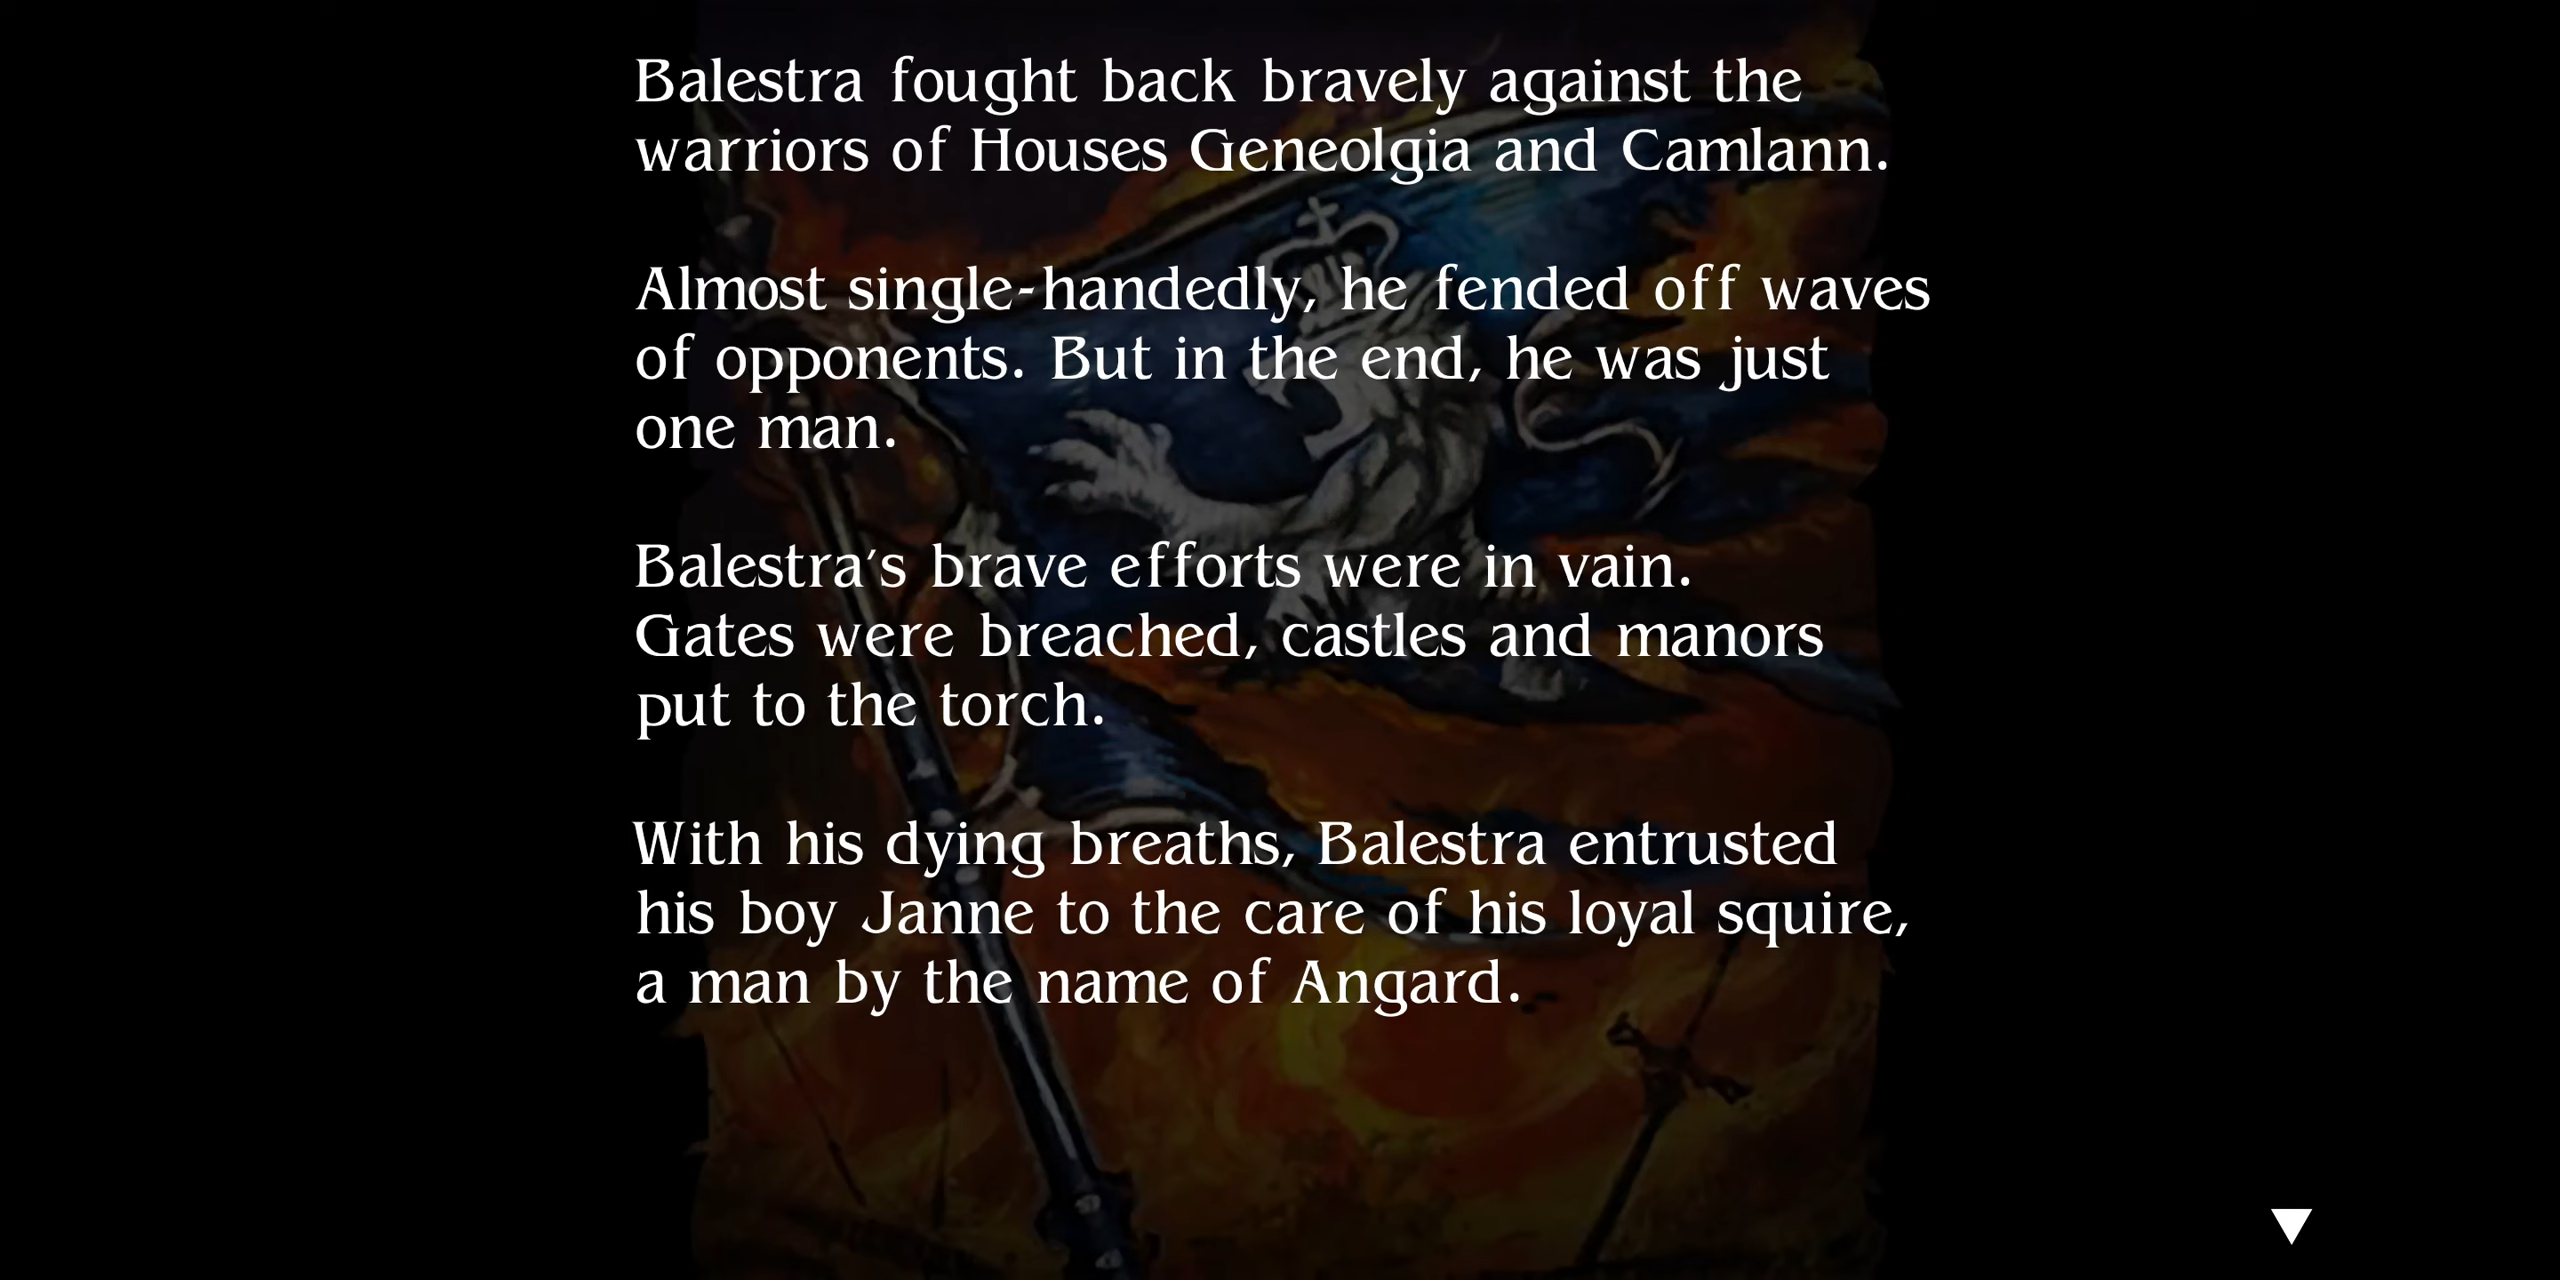 Balestra fought back bravely against the
warriors of Houses Geneolgia and Camlann.
Almost single-handedly, he fended off waves
of opponents. But in the end, he was just
one man.
Balestra's brave efforts were in vain.
Gates were breached, castles and manors
put to the torch.
With his dying breaths, Balestra entrusted
his boy Janne to the care of his loyal squire,
a man by the name of Angard.